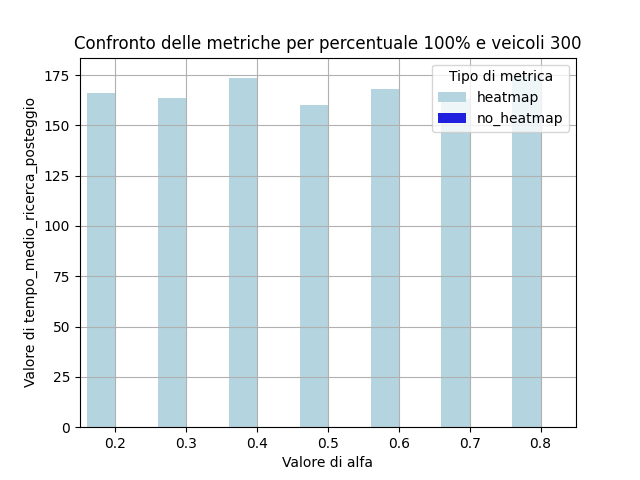 Confronto delle metriche per percentuale 100% e veicoli 300
Valore di tempo_medio_ricerca_posteggio
175
150
125
100
75
50
25
0
Tipo di metrica
heatmap
no_heatmap
0.2 0.3 0.4 0.5 0.6 0.7 0.8
Valore di alfa